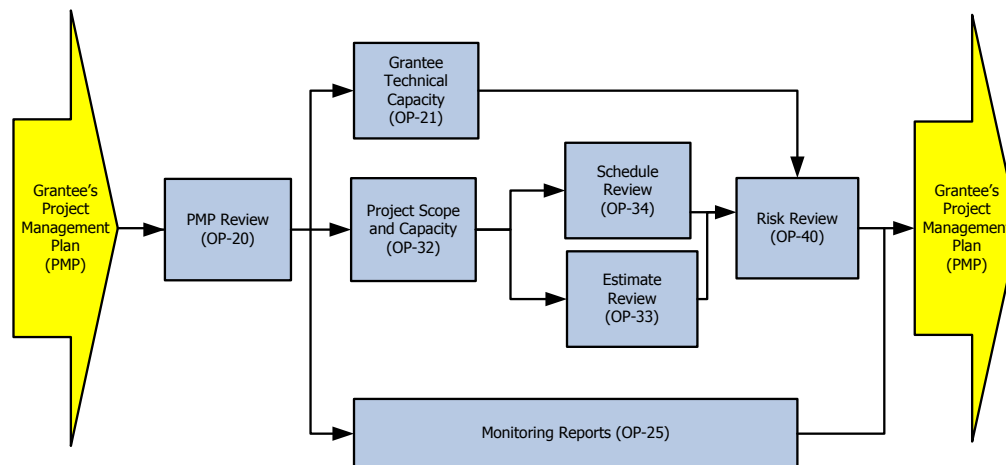 Grantee's
Project
Management
Plan
(PMP)
PMP Review
(OP-20)
Grantee
Technical
Capacity
(OP-21)
Project Scope
and Capacity
(OP-32)
Schedule
Review
(OP-34)
Estimate
Review
(OP-33)
Risk Review
(OP-40)
Monitoring Reports (OP-25)
Grantee's
Project
Management
Plan
(PMP)